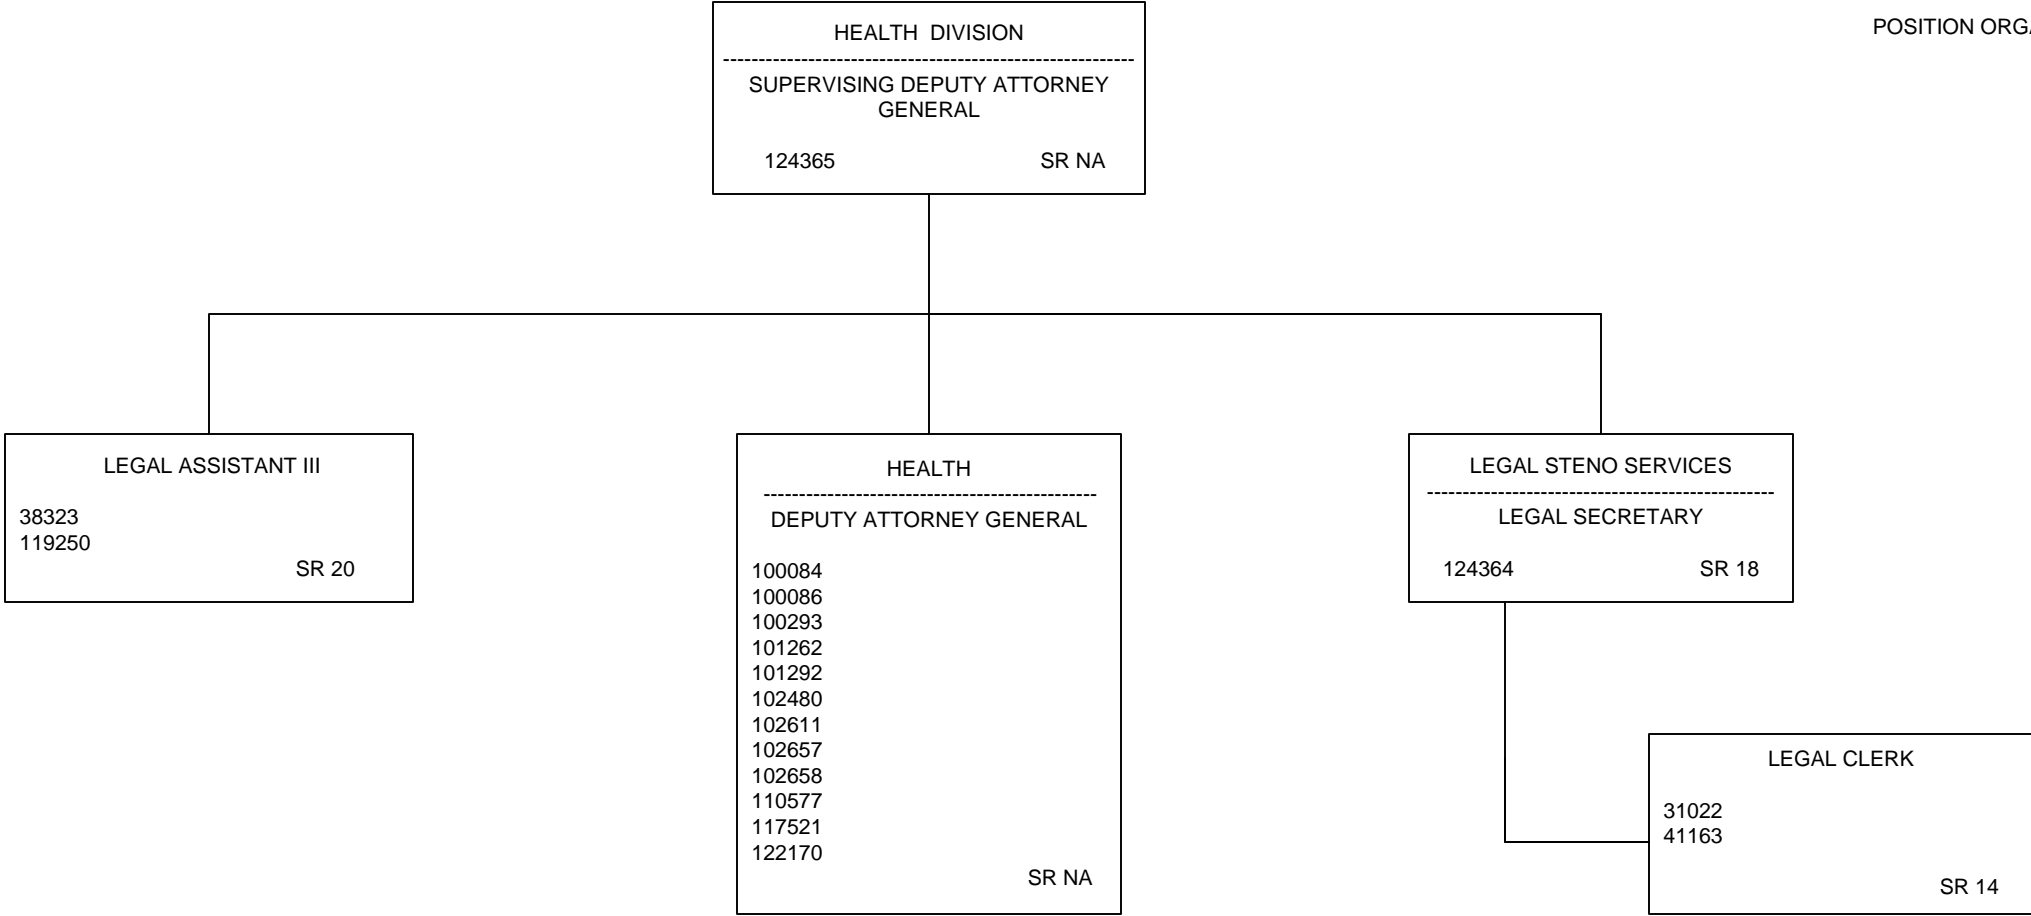 POSITION ORGA
HEALTH DIVISION
----------------------------------------------------------
SUPERVISING DEPUTY ATTORNEY
GENERAL
124365 SR NA
LEGAL ASSISTANT III
38323
119250
SR 20
HEALTH
-----------------------------------------------
DEPUTY ATTORNEY GENERAL
100084
100086
100293
101262
101292
102480
102611
102657
102658
110577
117521
122170
SR NA
LEGAL STENO SERVICES
-------------------------------------------------
LEGAL SECRETARY
124364 SR 18
LEGAL CLERK
31022
41163
SR 14